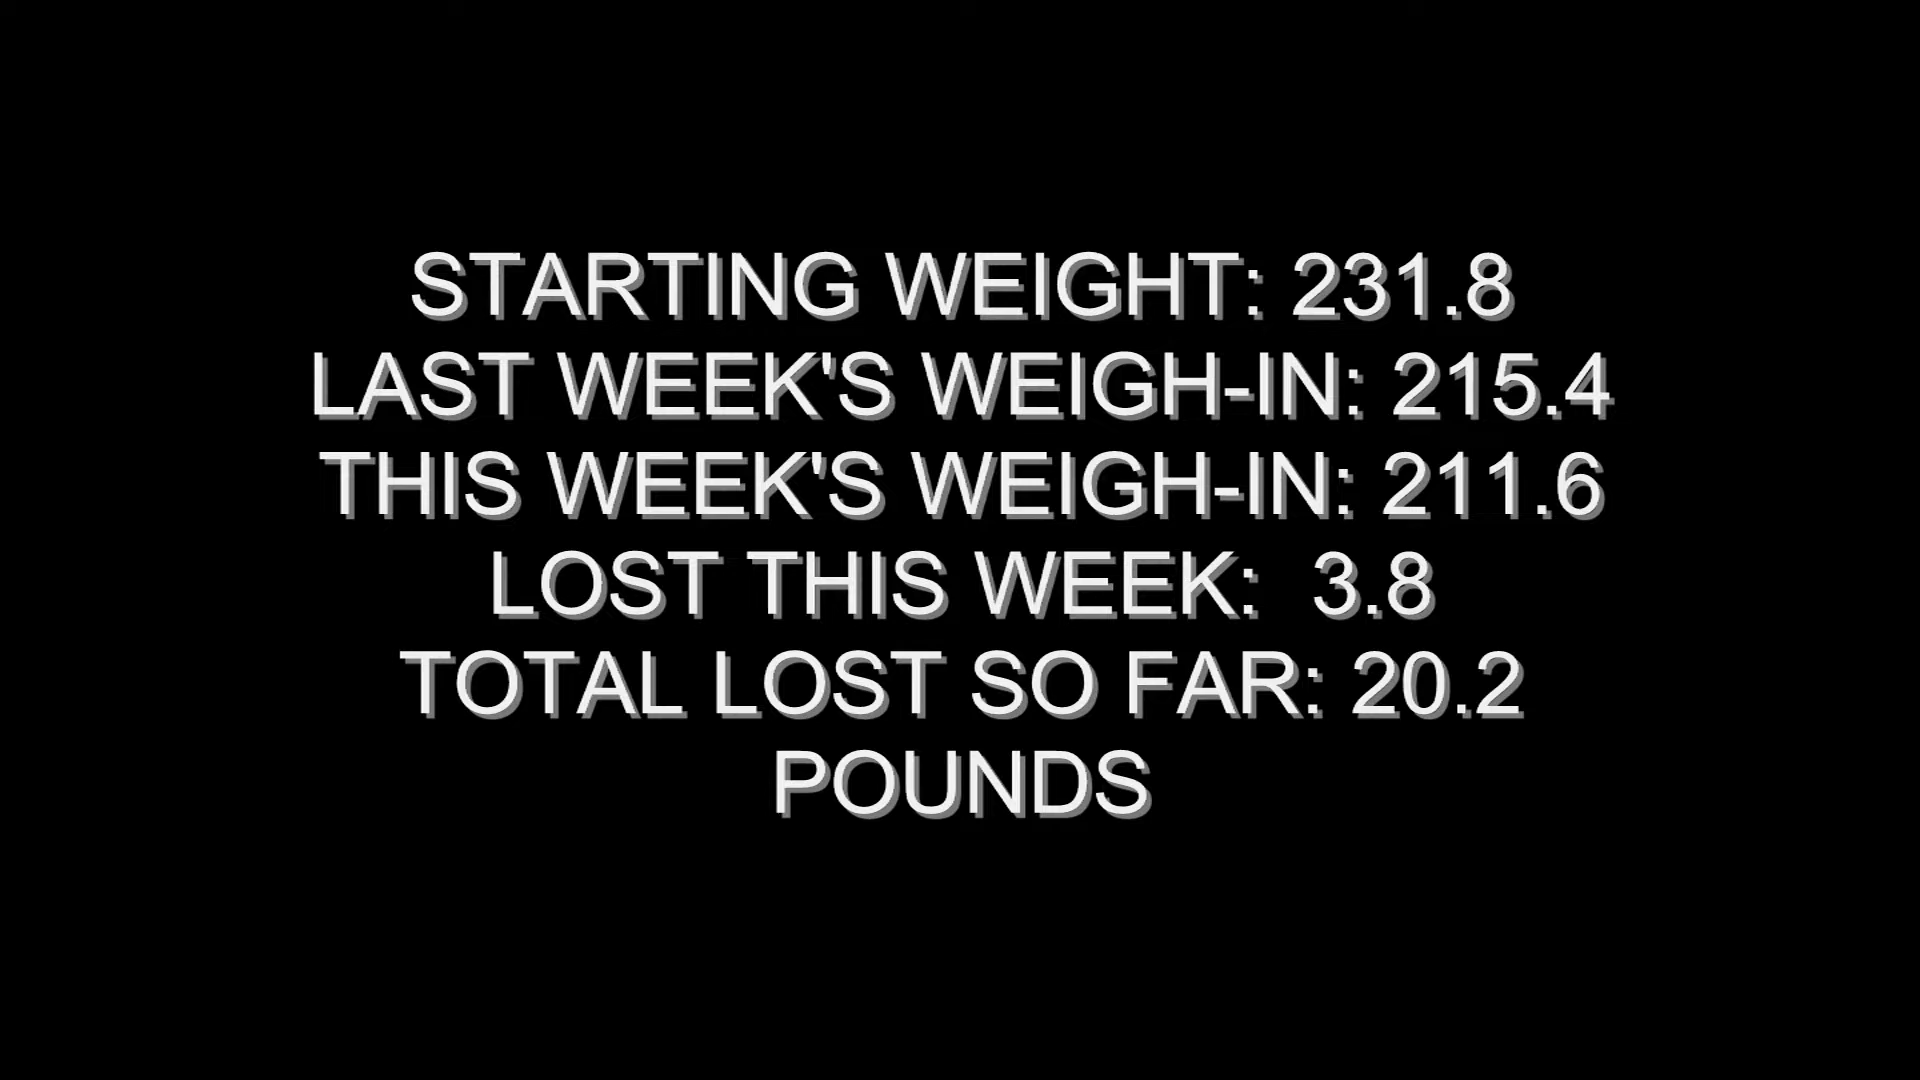 STARTING WEIGHT: 231.8
LAST WEEK'S WEIGH-IN: 215.4
THIS WEEK'S WEIGH-IN: 211.6
LOST THIS WEEK:  3.8
TOTAL LOST SO FAR: 20.2
POUNDS